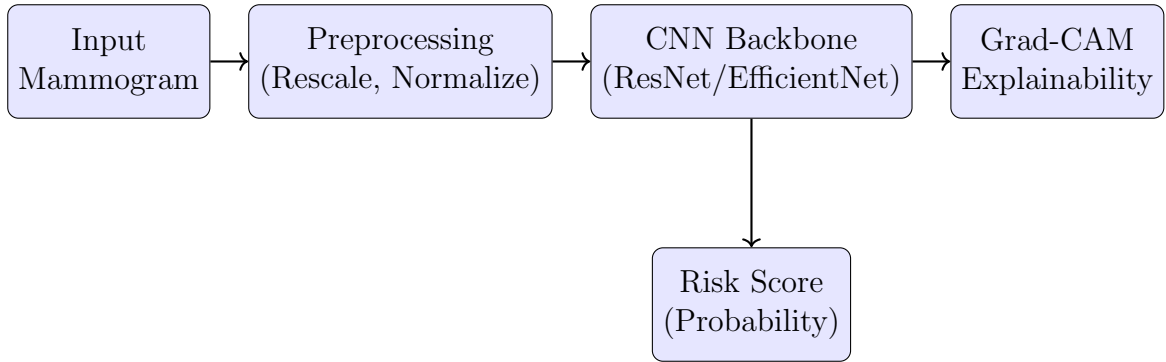 Input
Mammogram
Preprocessing
(Rescale, Normalize)
CNN Backbone
(ResNet/EfficientNet)
Grad-CAM
Explainability
Risk Score
(Probability)